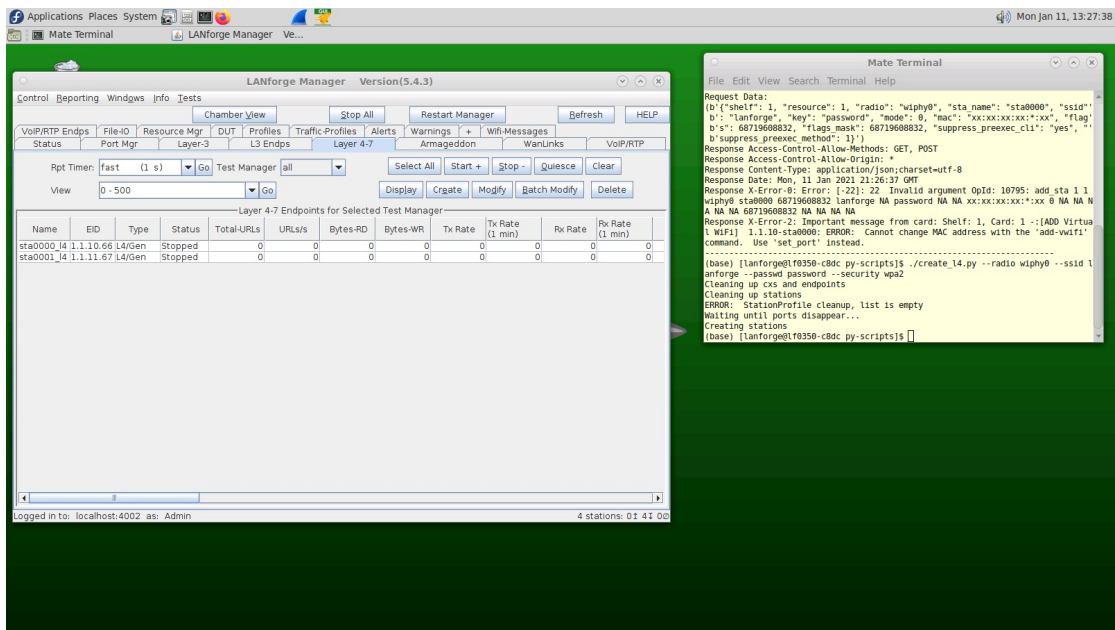 Applications Places System
Mon Jan 11, 13:27:38
Mate Terminal
LANforge Manager Ve...
LANforge Manager Version(5.4.3)
Control Reporting Windows Info Tests
Chamber View Stop All Restart Manager Refresh HELP
VoIP/RTP Endps File-IO Resource Mgr DUT Profiles Traffic-Profiles Alerts Warnings + Wifi-Messages
Status Port Mgr Layer-3 L3 Endps Layer 4-7 Armageddon WanLinks VoIP/RTP
Rpt Timer: fast (1 s) Go Test Manager all Select All Start + Stop - Quiesce Clear
View 0 - 500 Go Display Create Modify Batch Modify Delete
Layer 4-7 Endpoints for Selected Test Manager
Name EID Type Status Total-URLs URLs/s Bytes-RD Bytes-WR Tx Rate Tx Rate (1 min) Rx Rate Rx Rate (1 min)
sta0000_l4 1.1.10.66 L4/Gen Stopped 0 0 0 0 0 0 0 0
sta0001_l4 1.1.11.67 L4/Gen Stopped 0 0 0 0 0 0 0 0
Logged in to: localhost:4002 as: Admin
4 stations: 0↥ 4↧ 0∅
Mate Terminal
File Edit View Search Terminal Help
Request Data:
(b'{"shelf": 1, "resource": 1, "radio": "wiphy0", "sta_name": "sta0000", "ssid"'
b': "lanforge", "key": "password", "mode": 0, "mac": "xx:xx:xx:xx:*:xx", "flag'
b's": 68719608832, "flags_mask": 68719608832, "suppress_preexec_cli": "yes", "'
b'suppress_preexec_method": 1}')
Response Access-Control-Allow-Methods: GET, POST
Response Access-Control-Allow-Origin: *
Response Content-Type: application/json;charset=utf-8
Response Date: Mon, 11 Jan 2021 21:26:37 GMT
Response X-Error-0: Error: [-22]: 22 Invalid argument OpId: 10795: add_sta 1 1
wiphy0 sta0000 68719608832 lanforge NA password NA NA xx:xx:xx:xx:*:xx 0 NA NA N
A NA NA 68719608832 NA NA NA NA
Response X-Error-2: Important message from card: Shelf: 1, Card: 1 -:[ADD Virtua
l WiFi] 1.1.10-sta0000: ERROR: Cannot change MAC address with the 'add-vwifi'
command. Use 'set_port' instead.
------------------------------------------------------------------------
(base) [lanforge@lf0350-c8dc py-scripts]$ ./create_l4.py --radio wiphy0 --ssid l
anforge --passwd password --security wpa2
Cleaning up cxs and endpoints
Cleaning up stations
ERROR: StationProfile cleanup, list is empty
Waiting until ports disappear...
Creating stations
(base) [lanforge@lf0350-c8dc py-scripts]$